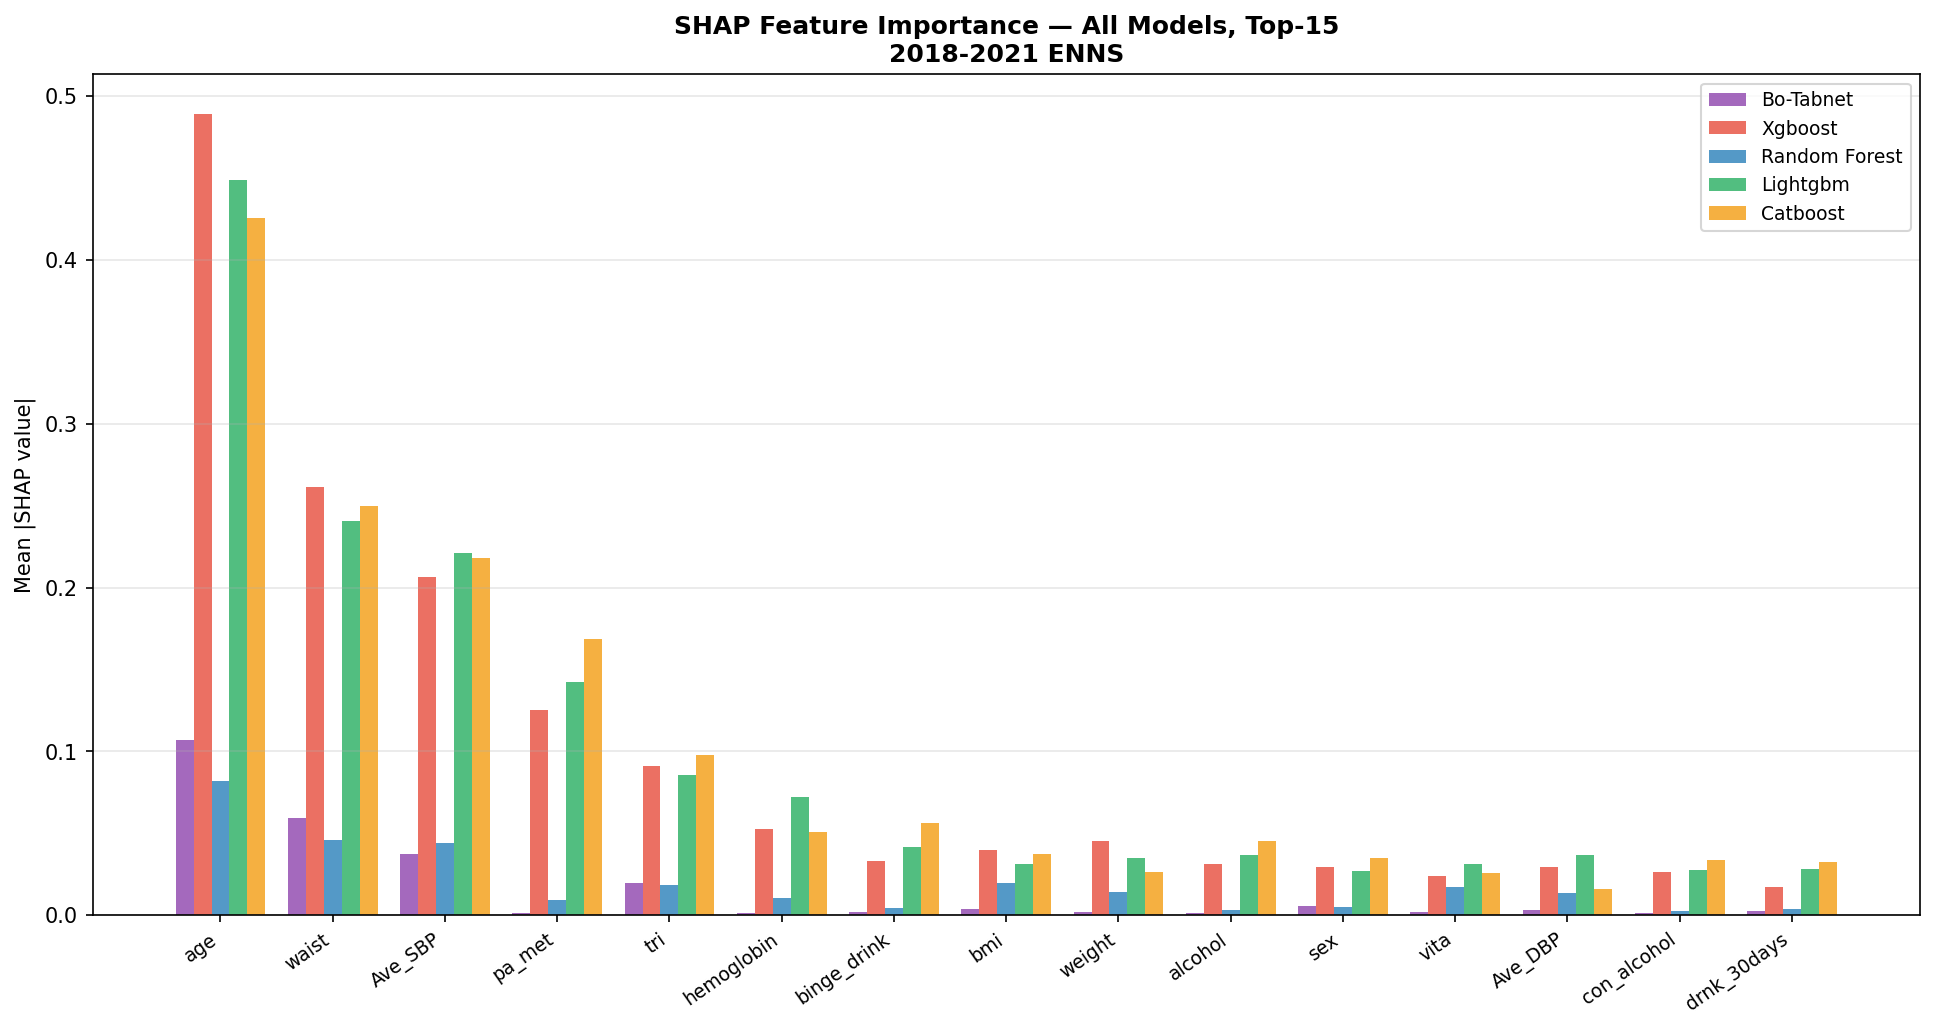 SHAP Feature Importance — All Models, Top-15
2018-2021 ENNS
Bo-Tabnet
Xgboost
Random Forest
Lightgbm
Catboost
Mean |SHAP value|
0.5
0.4
0.3
0.2
0.1
0.0
age
waist
Ave_SBP
pa_met
tri
hemoglobin
binge_drink
bmi
weight
alcohol
sex
vita
Ave_DBP
con_alcohol
drnk_30days